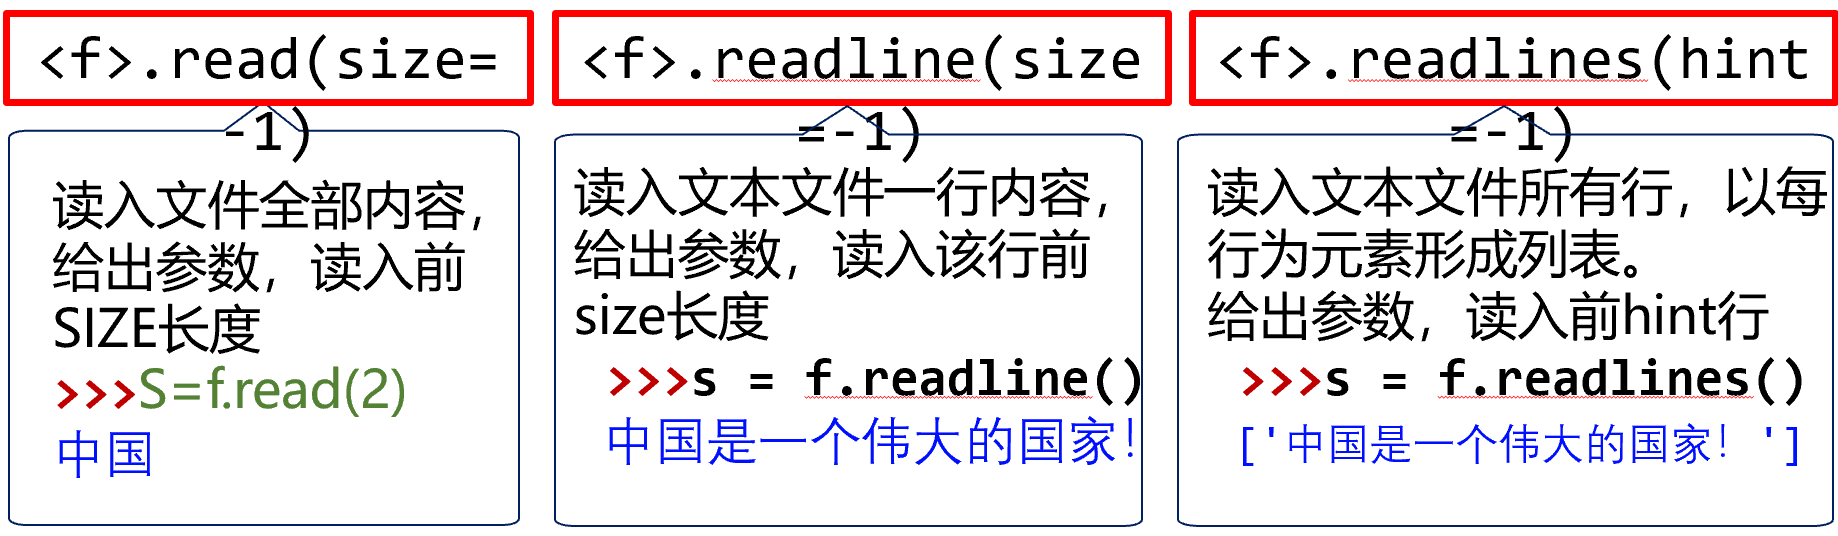 <f>.read(size=
-1)
读入文件全部内容，
给出参数，读入前
SIZE长度
>>>S=f.read(2)
中国
<f>.readline(size
=-1)
读入文本文件一行内容，
给出参数，读入该行前
size长度
>>>s = f.readline()
中国是一个伟大的国家！
<f>.readlines(hint
=-1)
读入文本文件所有行，以每
行为元素形成列表。
给出参数，读入前hint行
>>>s = f.readlines()
['中国是一个伟大的国家！ ']